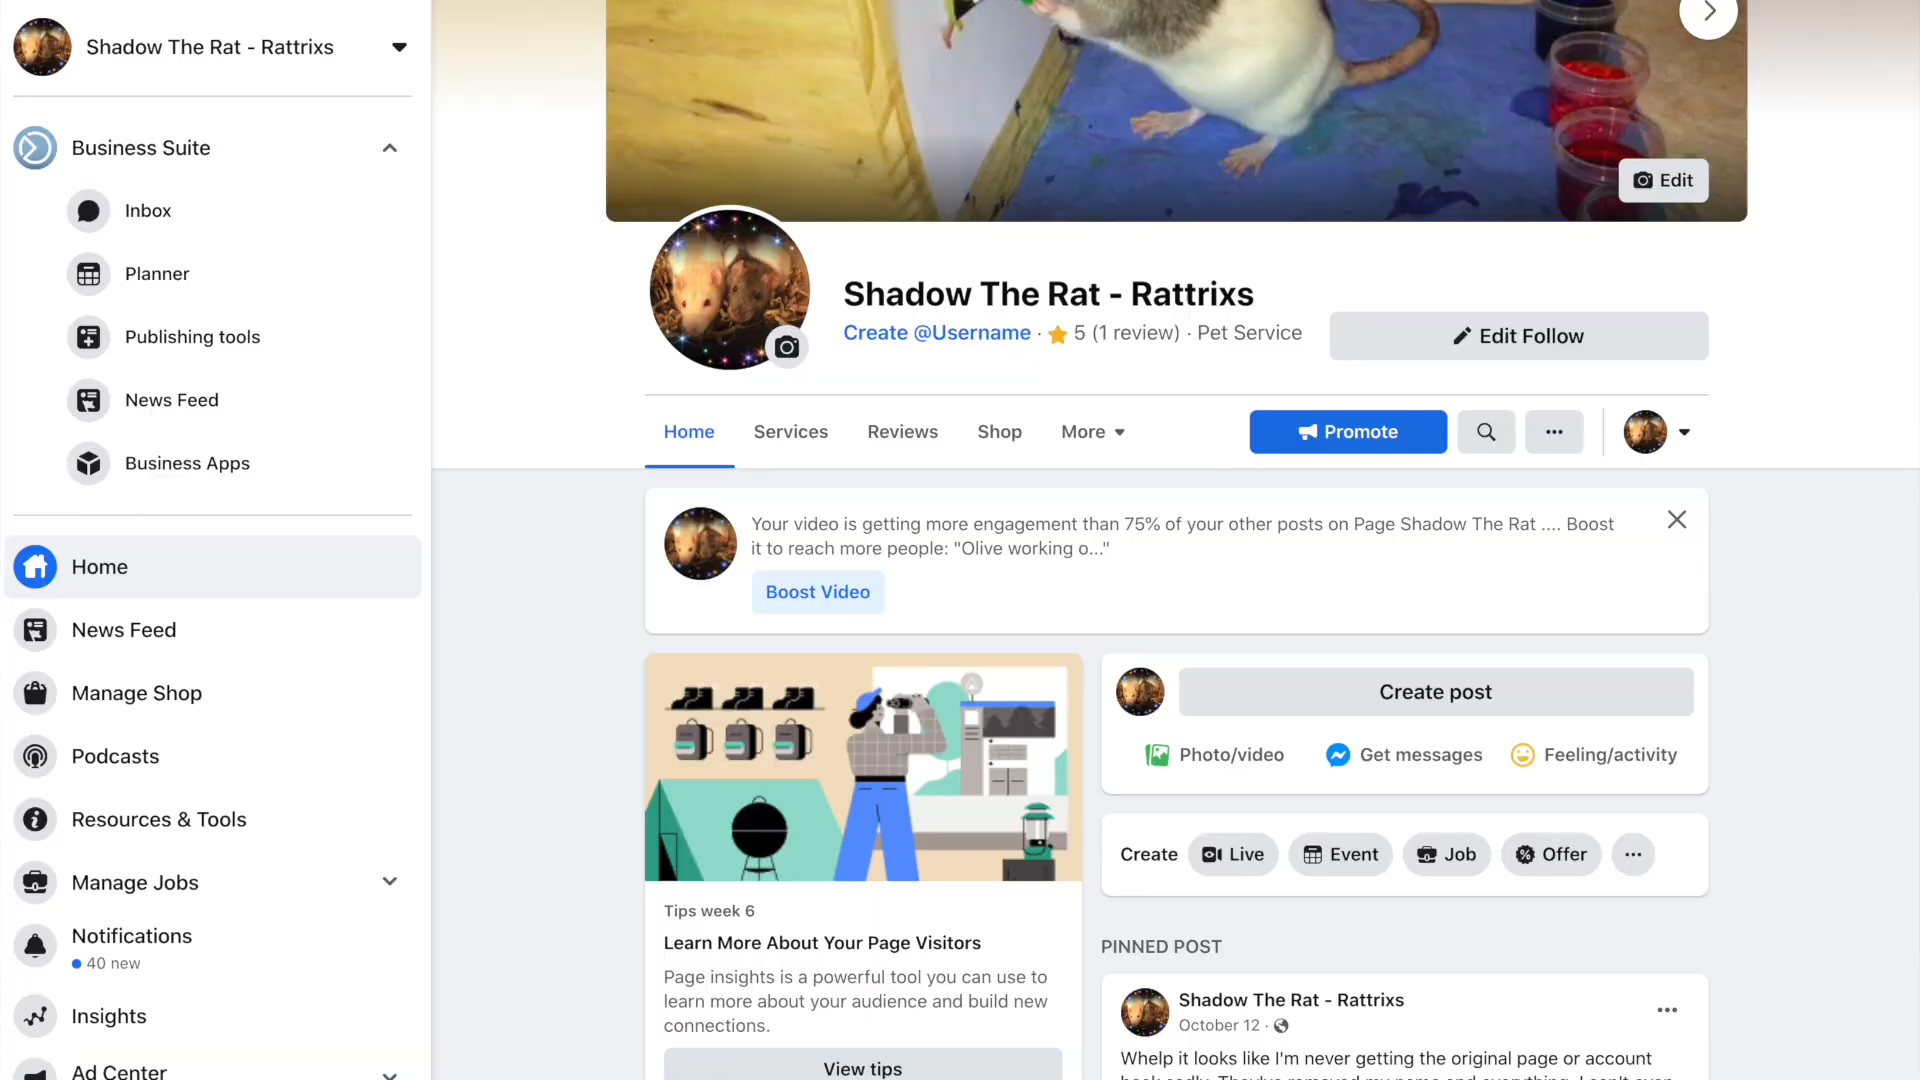 Shadow The Rat - Rattrixs
Business Suite
Inbox
Planner
Publishing tools
News Feed
Business Apps
Home
News Feed
Manage Shop
Podcasts
Resources & Tools
Manage Jobs
Notifications
40 new
Insights
Ad Center
Edit
Shadow The Rat - Rattrixs
Create @Username · 5 (1 review) · Pet Service
Edit Follow
Home Services Reviews Shop More
Promote
Your video is getting more engagement than 75% of your other posts on Page Shadow The Rat .... Boost
it to reach more people: "Olive working o..."
Boost Video
Tips week 6
Learn More About Your Page Visitors
Page insights is a powerful tool you can use to
learn more about your audience and build new
connections.
View tips
Create post
Photo/video Get messages Feeling/activity
Create Live Event Job Offer
PINNED POST
Shadow The Rat - Rattrixs
October 12 ·
Whelp it looks like I'm never getting the original page or account